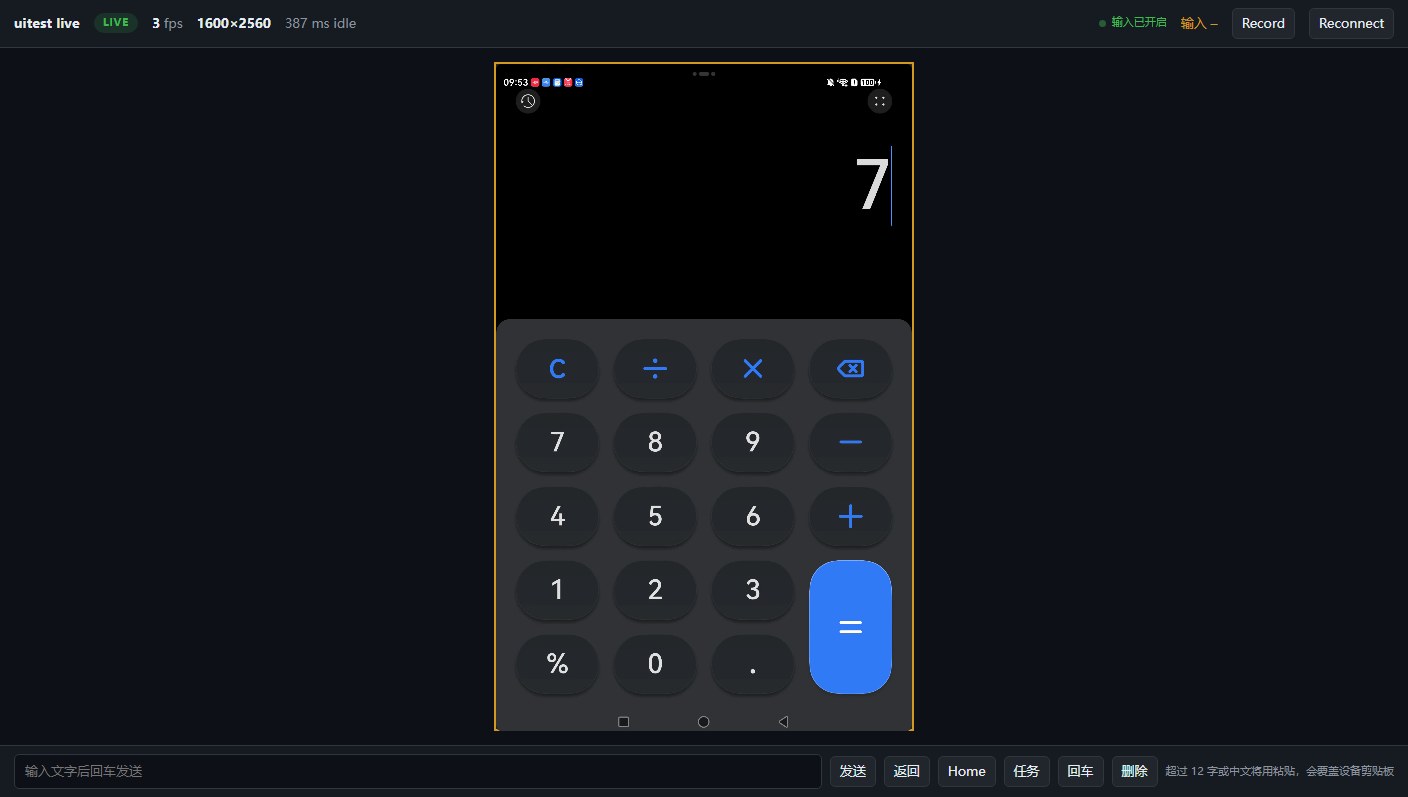 uitest live LIVE 3 fps 1600×2560 387 ms idle 输入已开启 输入 – Record Reconnect
09:53 100
7
C ÷ ×
7 8 9 −
4 5 6 +
1 2 3
=
% 0 .
输入文字后回车发送 发送 返回 Home 任务 回车 删除 超过 12 字或中文将用粘贴，会覆盖设备剪贴板